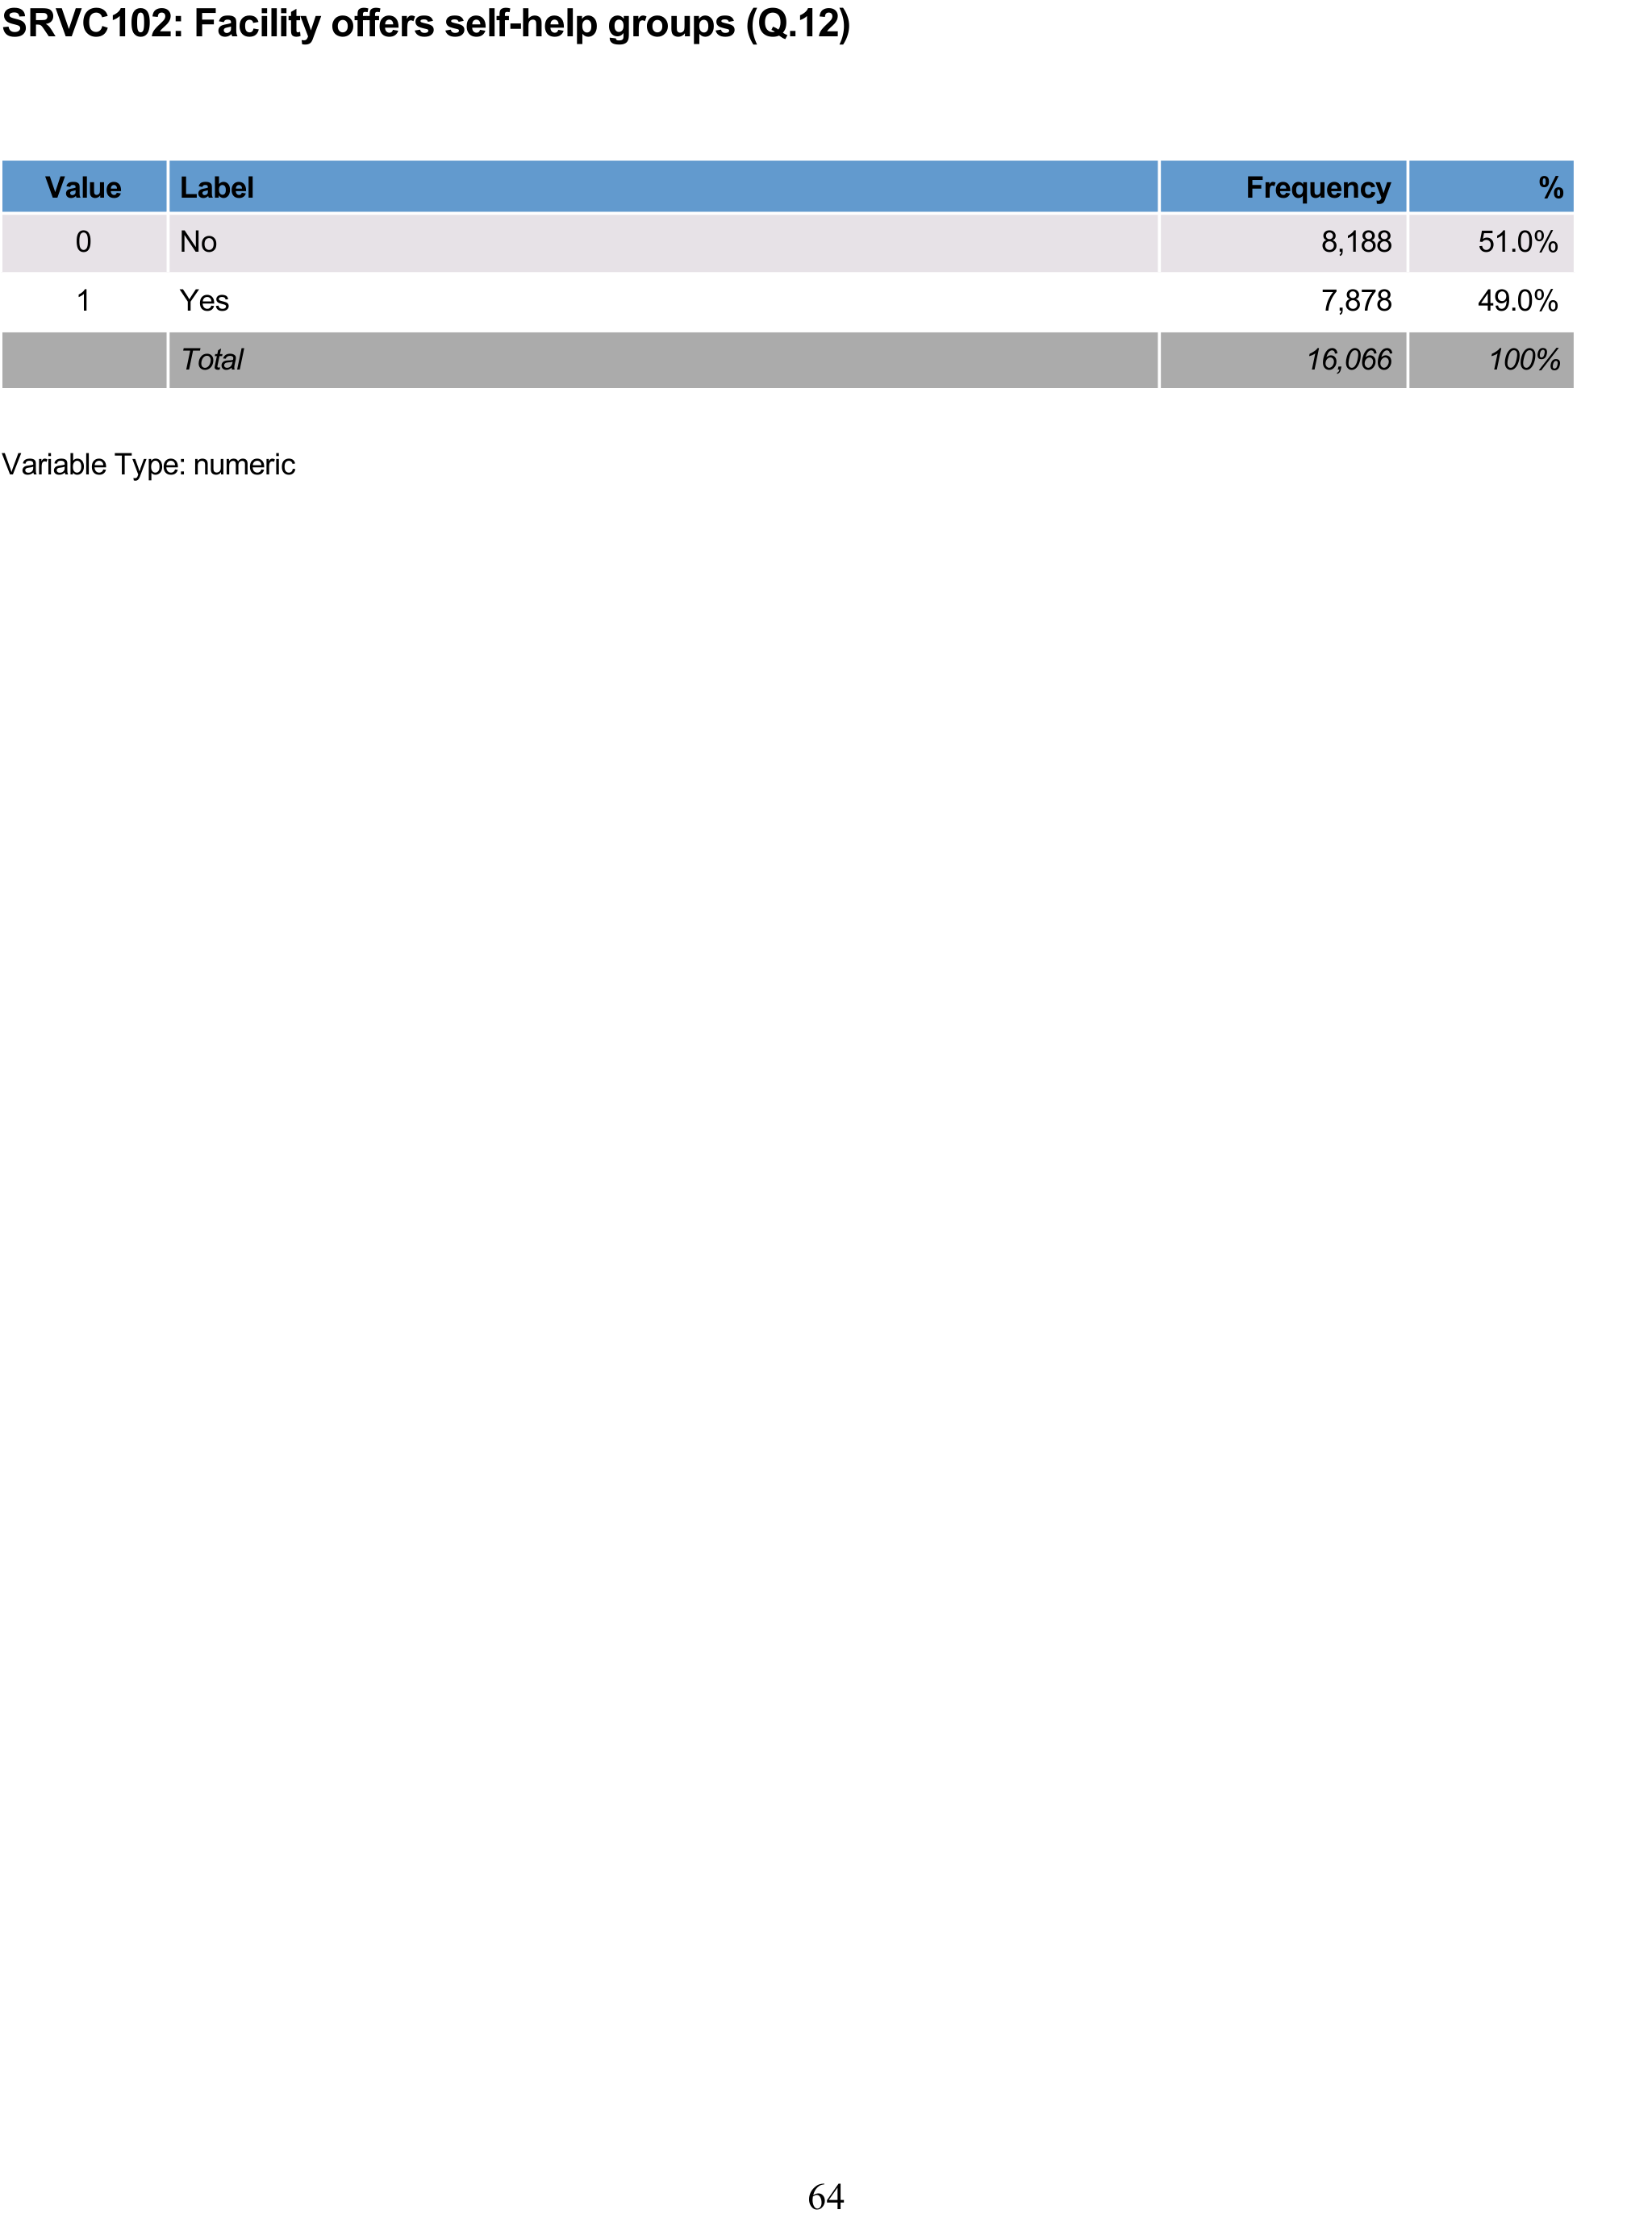 SRVC102: Facility offers self-help groups (Q.12)
Value Label Frequency %
0 No 8,188 51.0%
1 Yes 7,878 49.0%
Total 16,066 100%
Variable Type: numeric
64